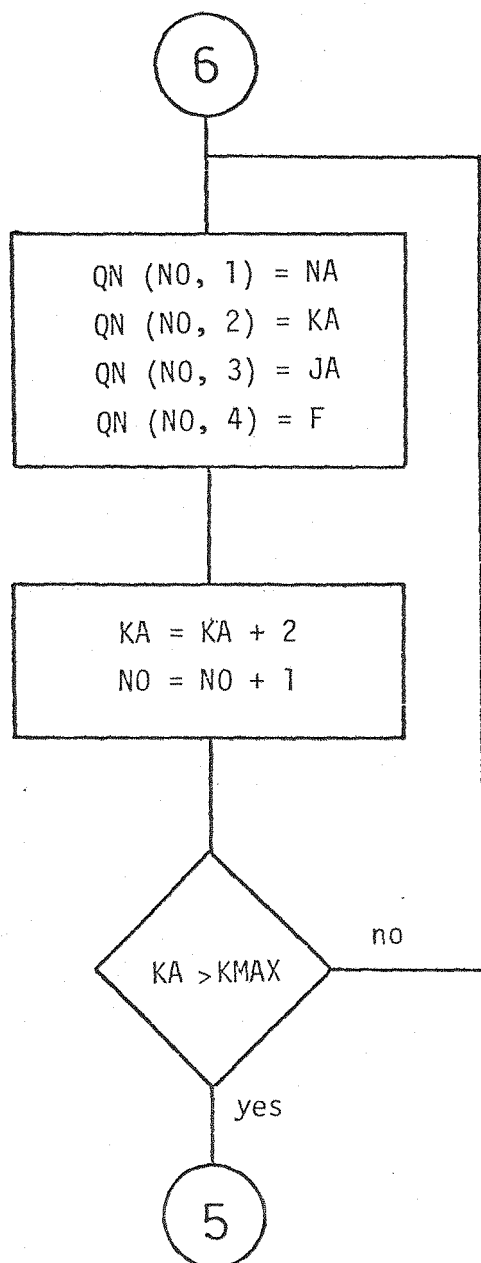 6
QN (NO, 1) = NA
QN (NO, 2) = KA
QN (NO, 3) = JA
QN (NO, 4) = F
KA = KA + 2
NO = NO + 1
KA >KMAX
no
yes
5